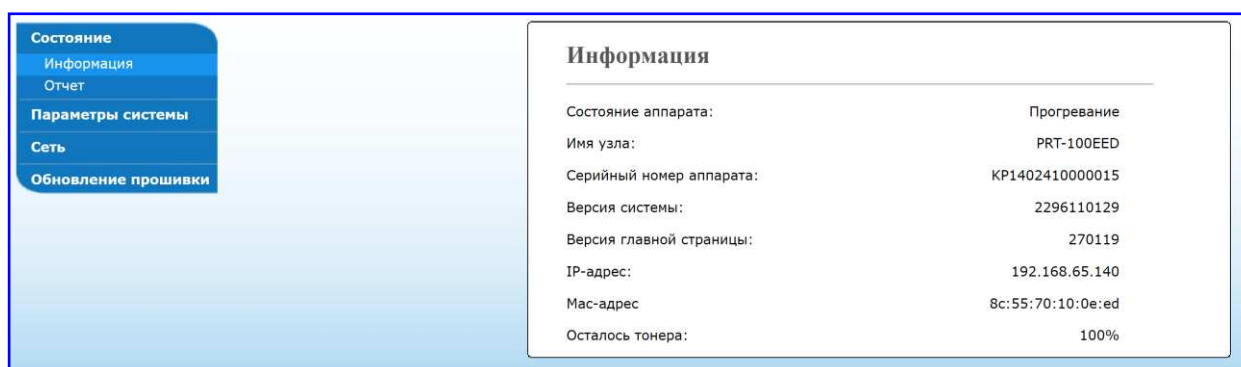 Состояние
Информация
Отчет
Параметры системы
Сеть
Обновление прошивки
Информация
Состояние аппарата: Прогревание
Имя узла: PRT-100EED
Серийный номер аппарата: KP1402410000015
Версия системы: 2296110129
Версия главной страницы: 270119
IP-адрес: 192.168.65.140
Mac-адрес 8c:55:70:10:0e:ed
Осталось тонера: 100%